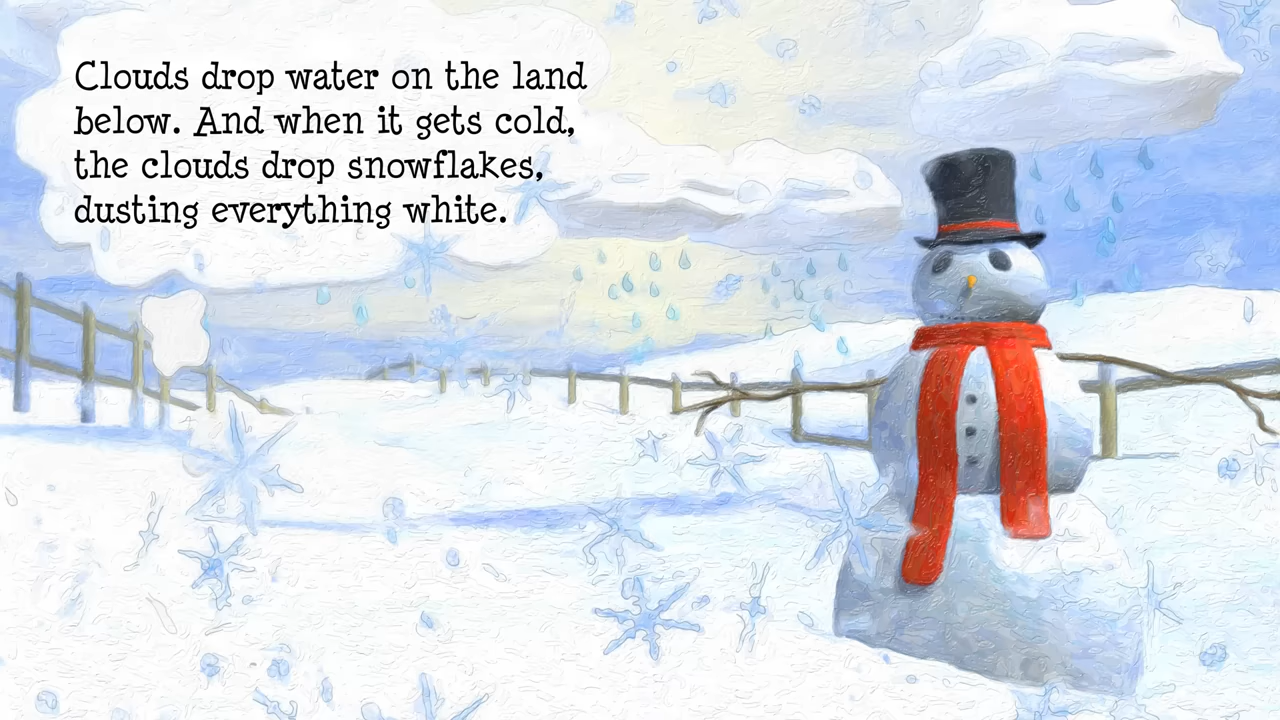 Clouds drop water on the land
below. And when it gets cold,
the clouds drop snowflakes,
dusting everything white.